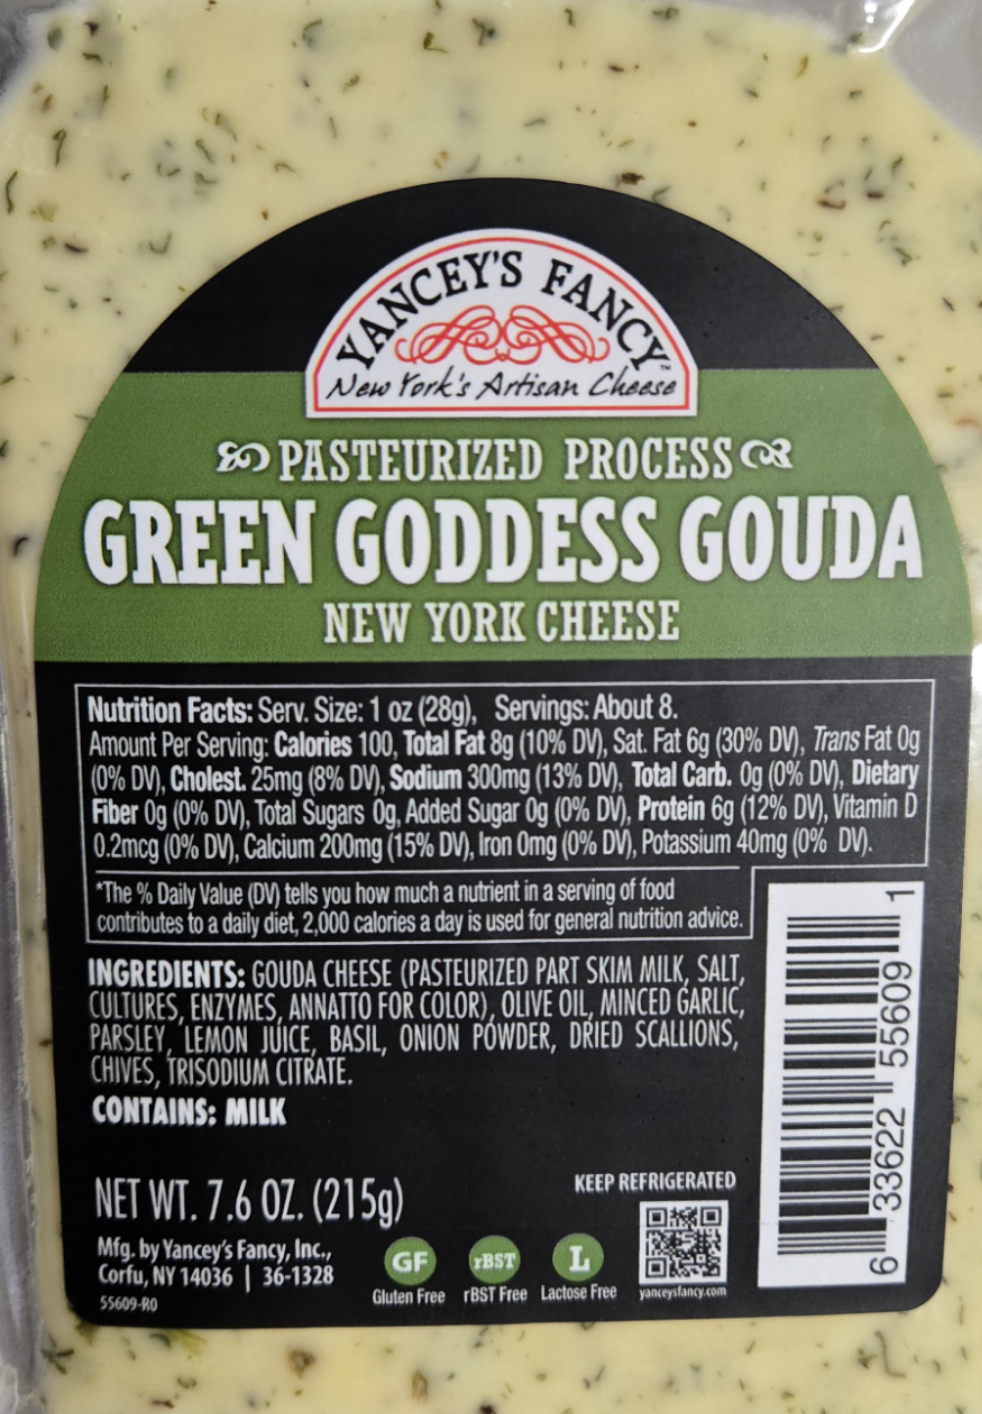 YANCEY'S FANCY™
New York's Artisan Cheese
PASTEURIZED PROCESS
GREEN GODDESS GOUDA
NEW YORK CHEESE
Nutrition Facts: Serv. Size: 1 oz (28g), Servings: About 8.
Amount Per Serving: Calories 100, Total Fat 8g (10% DV), Sat. Fat 6g (30% DV), Trans Fat 0g
(0% DV), Cholest. 25mg (8% DV), Sodium 300mg (13% DV), Total Carb. 0g (0% DV), Dietary
Fiber 0g (0% DV), Total Sugars 0g, Added Sugar 0g (0% DV), Protein 6g (12% DV), Vitamin D
0.2mcg (0% DV), Calcium 200mg (15% DV), Iron 0mg (0% DV), Potassium 40mg (0% DV).
*The % Daily Value (DV) tells you how much a nutrient in a serving of food
contributes to a daily diet, 2,000 calories a day is used for general nutrition advice.
INGREDIENTS: GOUDA CHEESE (PASTEURIZED PART SKIM MILK, SALT,
CULTURES, ENZYMES, ANNATTO FOR COLOR), OLIVE OIL, MINCED GARLIC,
PARSLEY, LEMON JUICE, BASIL, ONION POWDER, DRIED SCALLIONS,
CHIVES, TRISODIUM CITRATE.
CONTAINS: MILK
NET WT. 7.6 OZ. (215g)
Mfg. by Yancey's Fancy, Inc.,
Corfu, NY 14036 | 36-1328
55609-R0
GF
Gluten Free
rBST
rBST Free
L
Lactose Free
KEEP REFRIGERATED
yanceysfancy.com
6 33622 55609 1